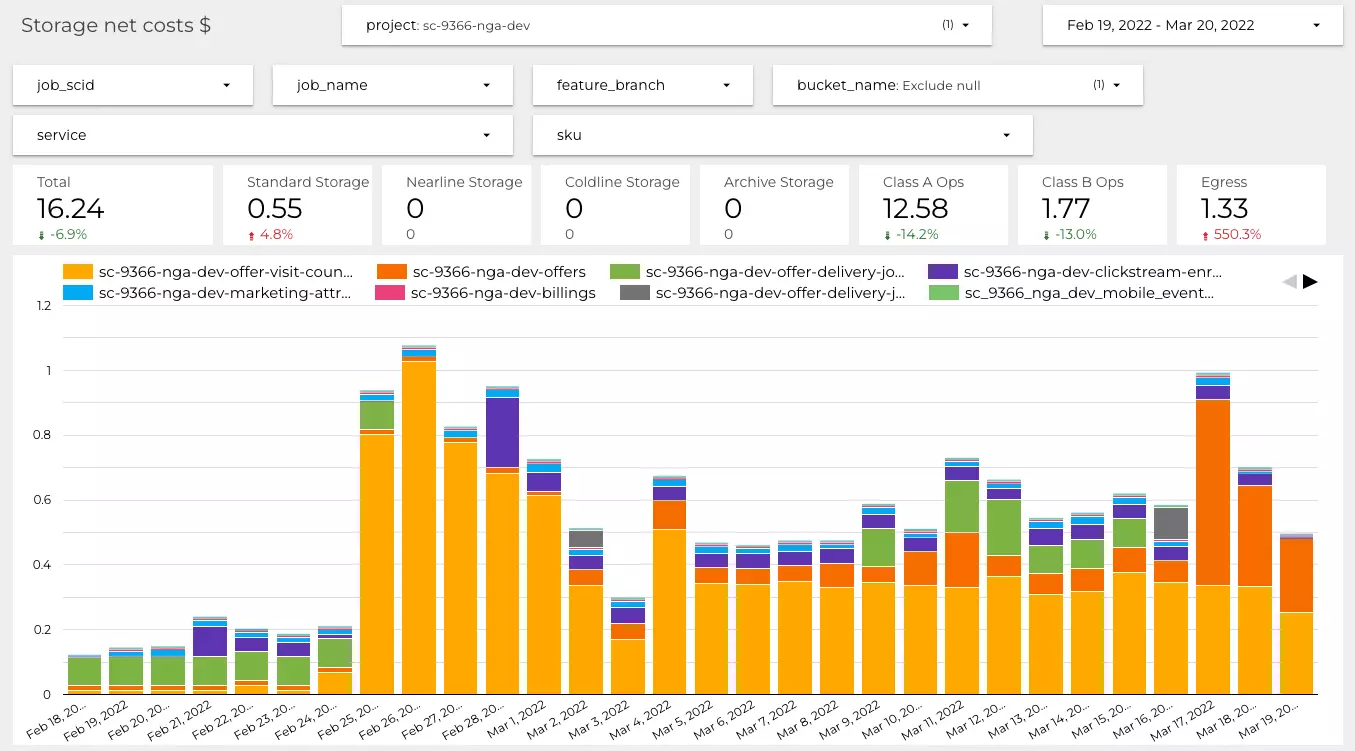 Storage net costs $
project: sc-9366-nga-dev (1)
Feb 19, 2022 - Mar 20, 2022
job_scid
job_name
feature_branch
bucket_name: Exclude null (1)
service
sku
Total
16.24
-6.9%
Standard Storage
0.55
4.8%
Nearline Storage
0
0
Coldline Storage
0
0
Archive Storage
0
0
Class A Ops
12.58
-14.2%
Class B Ops
1.77
-13.0%
Egress
1.33
550.3%
sc-9366-nga-dev-offer-visit-coun...
sc-9366-nga-dev-offers
sc-9366-nga-dev-offer-delivery-jo...
sc-9366-nga-dev-clickstream-enr...
sc-9366-nga-dev-marketing-attr...
sc-9366-nga-dev-billings
sc-9366-nga-dev-offer-delivery-j...
sc_9366_nga_dev_mobile_event...
1.2
1
0.8
0.6
0.4
0.2
0
Feb 18, 20...
Feb 19, 2022
Feb 20, 20...
Feb 21, 2022
Feb 22, 20...
Feb 23, 20...
Feb 24, 20...
Feb 25, 20...
Feb 26, 20...
Feb 27, 20...
Feb 28, 20...
Mar 1, 2022
Mar 2, 2022
Mar 3, 2022
Mar 4, 2022
Mar 5, 2022
Mar 6, 2022
Mar 7, 2022
Mar 8, 2022
Mar 9, 2022
Mar 10, 20...
Mar 11, 2022
Mar 12, 20...
Mar 13, 20...
Mar 14, 20...
Mar 15, 20...
Mar 16, 20...
Mar 17, 2022
Mar 18, 20...
Mar 19, 20...